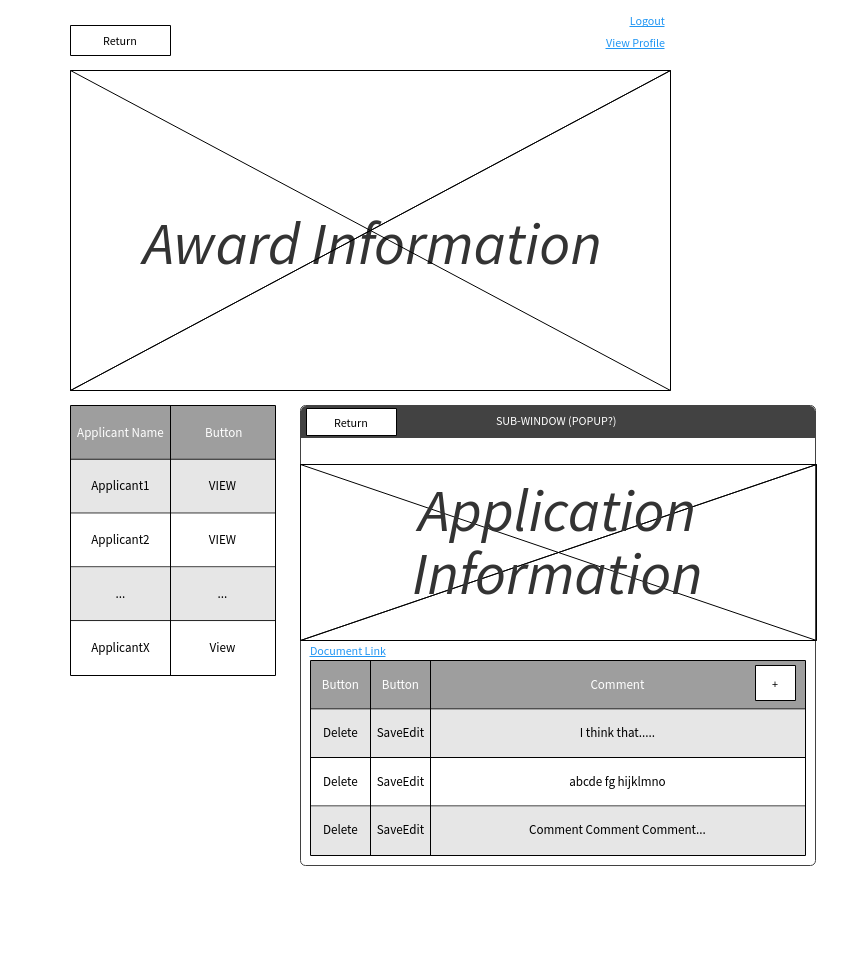 Logout
Return
View Profile
Award Information
Applicant Name Button
Applicant1 VIEW
Applicant2 VIEW
... ...
ApplicantX View
Return SUB-WINDOW (POPUP?)
Application
Information
Document Link
Button Button Comment +
Delete SaveEdit I think that.....
Delete SaveEdit abcde fg hijklmno
Delete SaveEdit Comment Comment Comment...